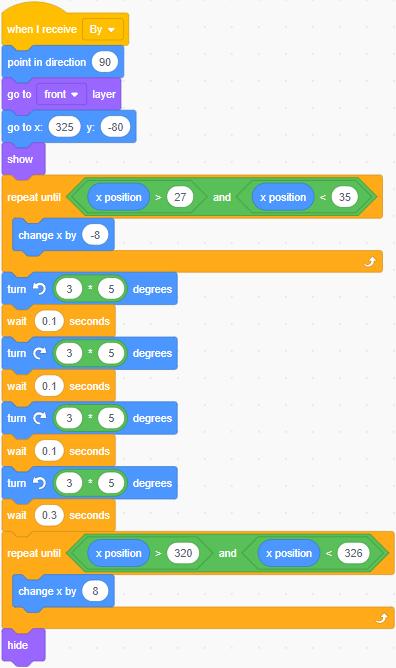 when I receive By
point in direction 90
go to front layer
go to x: 325 y: -80
show
repeat until x position > 27 and x position < 35
change x by -8
turn 3 * 5 degrees
wait 0.1 seconds
turn 3 * 5 degrees
wait 0.1 seconds
turn 3 * 5 degrees
wait 0.1 seconds
turn 3 * 5 degrees
wait 0.3 seconds
repeat until x position > 320 and x position < 326
change x by 8
hide